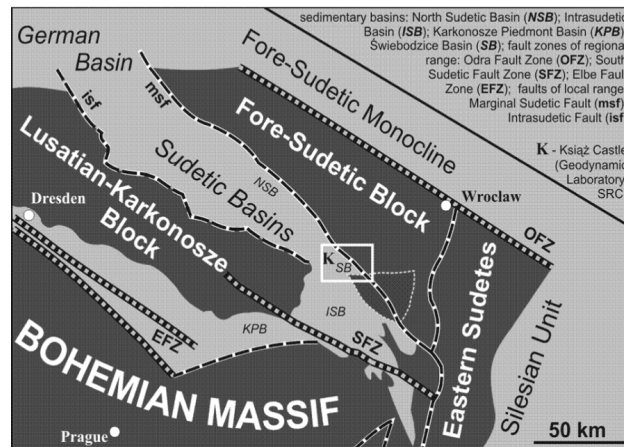 sedimentary basins: North Sudetic Basin (NSB); Intrasudetic
Basin (ISB); Karkonosze Piedmont Basin (KPB);
Świebodzice Basin (SB); fault zones of regional
range: Odra Fault Zone (OFZ); South
Sudetic Fault Zone (SFZ); Elbe Fault
Zone (EFZ); faults of local range:
Marginal Sudetic Fault (msf)
Intrasudetic Fault (isf)
K - Książ Castle
(Geodynamic
Laboratory
SRC)
German
Basin
isf
msf
Fore-Sudetic Monocline
Fore-Sudetic Block
Sudetic Basins
NSB
Lusatian-Karkonosze
Block
Dresden
Wroclaw
OFZ
K
SB
ISB
KPB
EFZ
SFZ
Eastern Sudetes
Silesian Unit
BOHEMIAN MASSIF
Prague
50 km